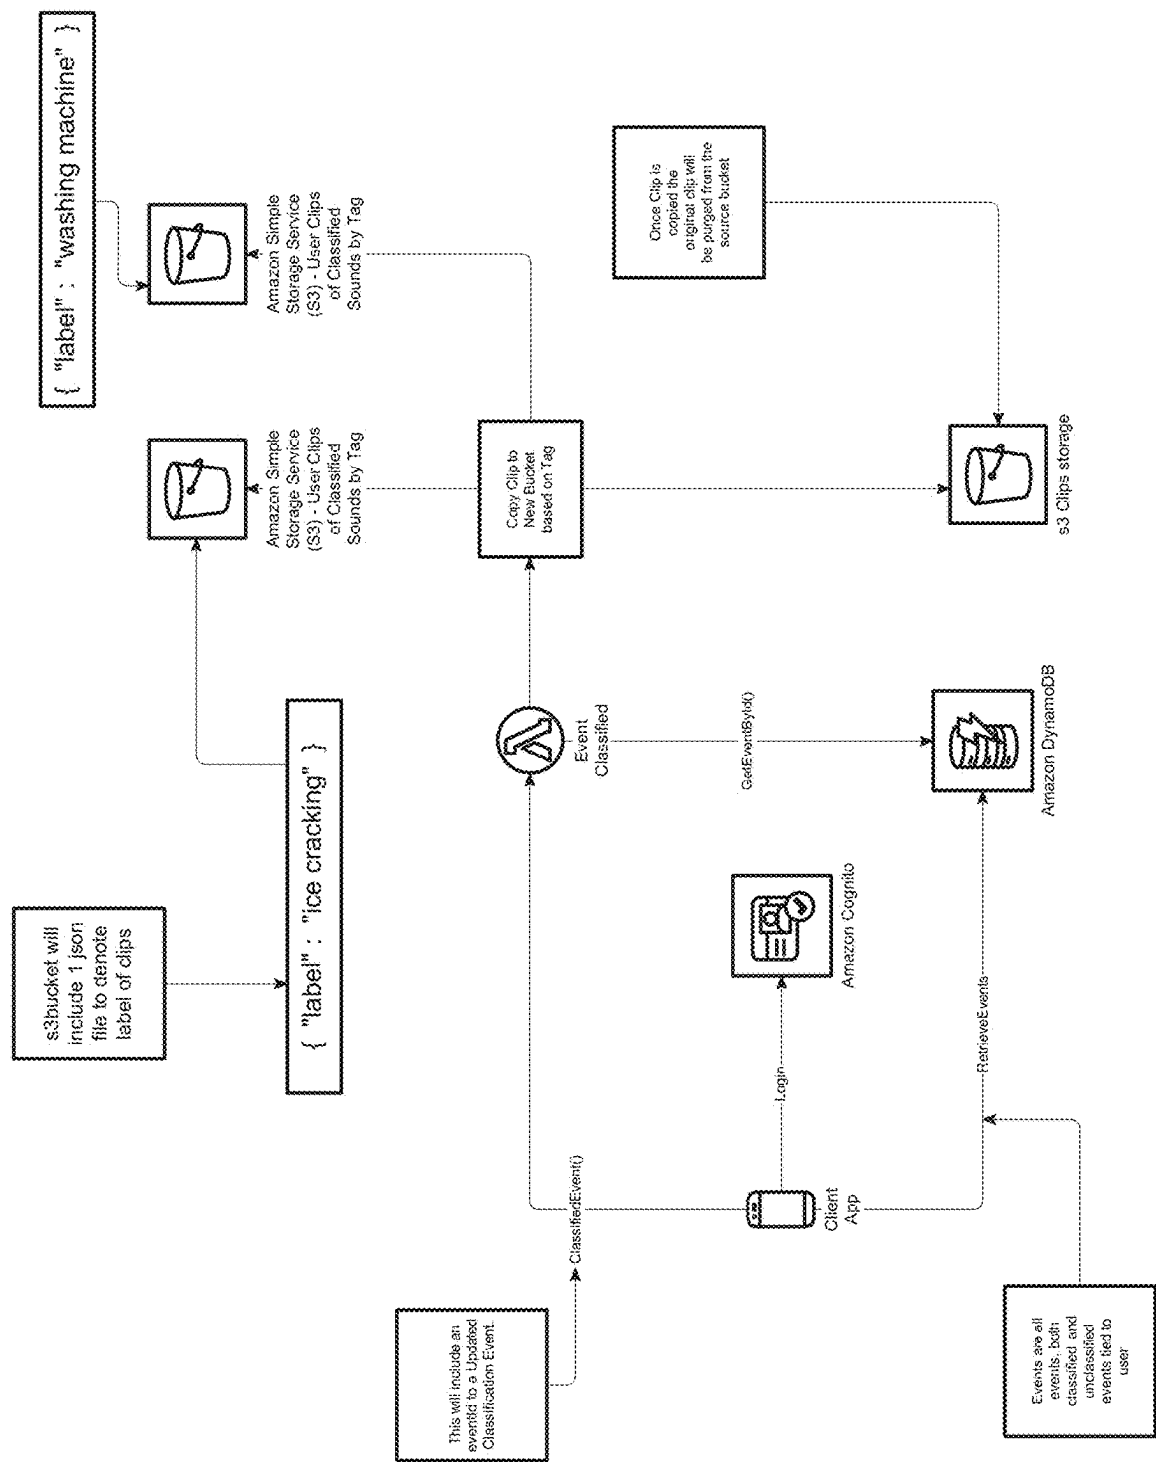 s3bucket will
include 1 json
file to denote
label of clips
{ "label" : "ice cracking" }
{ "label" : "washing machine" }
Amazon Simple
Storage Service
(S3) - User Clips
of Classified
Sounds by Tag
Amazon Simple
Storage Service
(S3) - User Clips
of Classified
Sounds by Tag
This will include an
eventId to a Updated
Classification Event.
ClassifiedEvent()
Event
Classified
Copy Clip to
New Bucket
based on Tag
Once Clip is
copied the
original clip will
be purged from the
source bucket
Client
App
Login
Amazon Cognito
GetEventById()
RetrieveEvents
Amazon DynamoDB
s3 Clips storage
Events are all
events, both
classified and
unclassified
events tied to
user